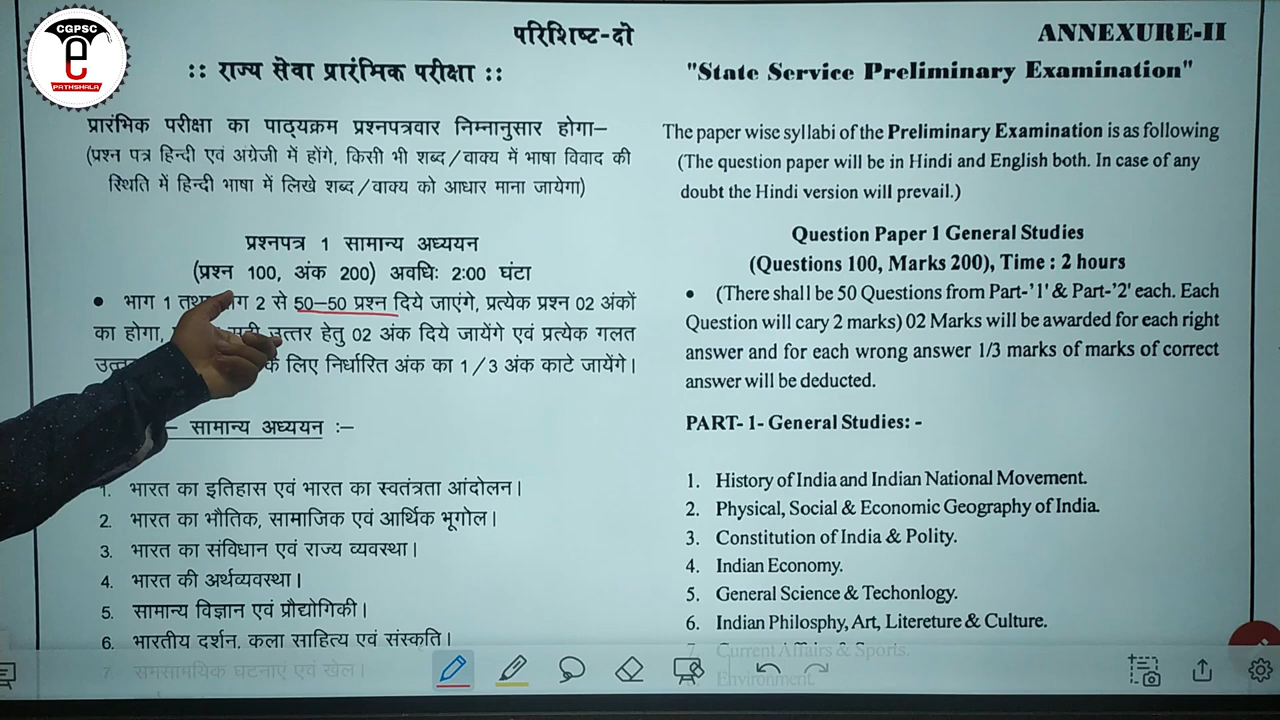 CGPSC
e
PATHSHALA
परिशिष्ट-दो
:: राज्य सेवा प्रारंभिक परीक्षा ::
प्रारंभिक परीक्षा का पाठ्यक्रम प्रश्नपत्रवार निम्नानुसार होगा–
(प्रश्न पत्र हिन्दी एवं अंग्रेजी में होंगे, किसी भी शब्द/वाक्य में भाषा विवाद की
स्थिति में हिन्दी भाषा में लिखे शब्द/वाक्य को आधार माना जायेगा)
प्रश्नपत्र 1 सामान्य अध्ययन
(प्रश्न 100, अंक 200) अवधिः 2:00 घंटा
• भाग 1 2 से 50–50 प्रश्न दिये जाएंगे, प्रत्येक प्रश्न 02 अंकों
का होगा, हेतु 02 अंक दिये जायेंगे एवं प्रत्येक गलत
के लिए निर्धारित अंक का 1/3 अंक काटे जायेंगे।
– सामान्य अध्ययन :–
1. भारत का इतिहास एवं भारत का स्वतंत्रता आंदोलन।
2. भारत का भौतिक, सामाजिक एवं आर्थिक भूगोल।
3. भारत का संविधान एवं राज्य व्यवस्था।
4. भारत की अर्थव्यवस्था।
5. सामान्य विज्ञान एवं प्रौद्योगिकी।
6. भारतीय दर्शन, कला साहित्य एवं संस्कृति।
7. समसामयिक घटनाएं एवं खेल।
ANNEXURE-II
"State Service Preliminary Examination"
The paper wise syllabi of the Preliminary Examination is as following
(The question paper will be in Hindi and English both. In case of any
doubt the Hindi version will prevail.)
Question Paper 1 General Studies
(Questions 100, Marks 200), Time : 2 hours
• (There shall be 50 Questions from Part-'1' & Part-'2' each. Each
Question will cary 2 marks) 02 Marks will be awarded for each right
answer and for each wrong answer 1/3 marks of marks of correct
answer will be deducted.
PART- 1- General Studies: -
1. History of India and Indian National Movement.
2. Physical, Social & Economic Geography of India.
3. Constitution of India & Polity.
4. Indian Economy.
5. General Science & Techonlogy.
6. Indian Philosphy, Art, Litereture & Culture.
7. Current Affairs & Sports.
Environment.